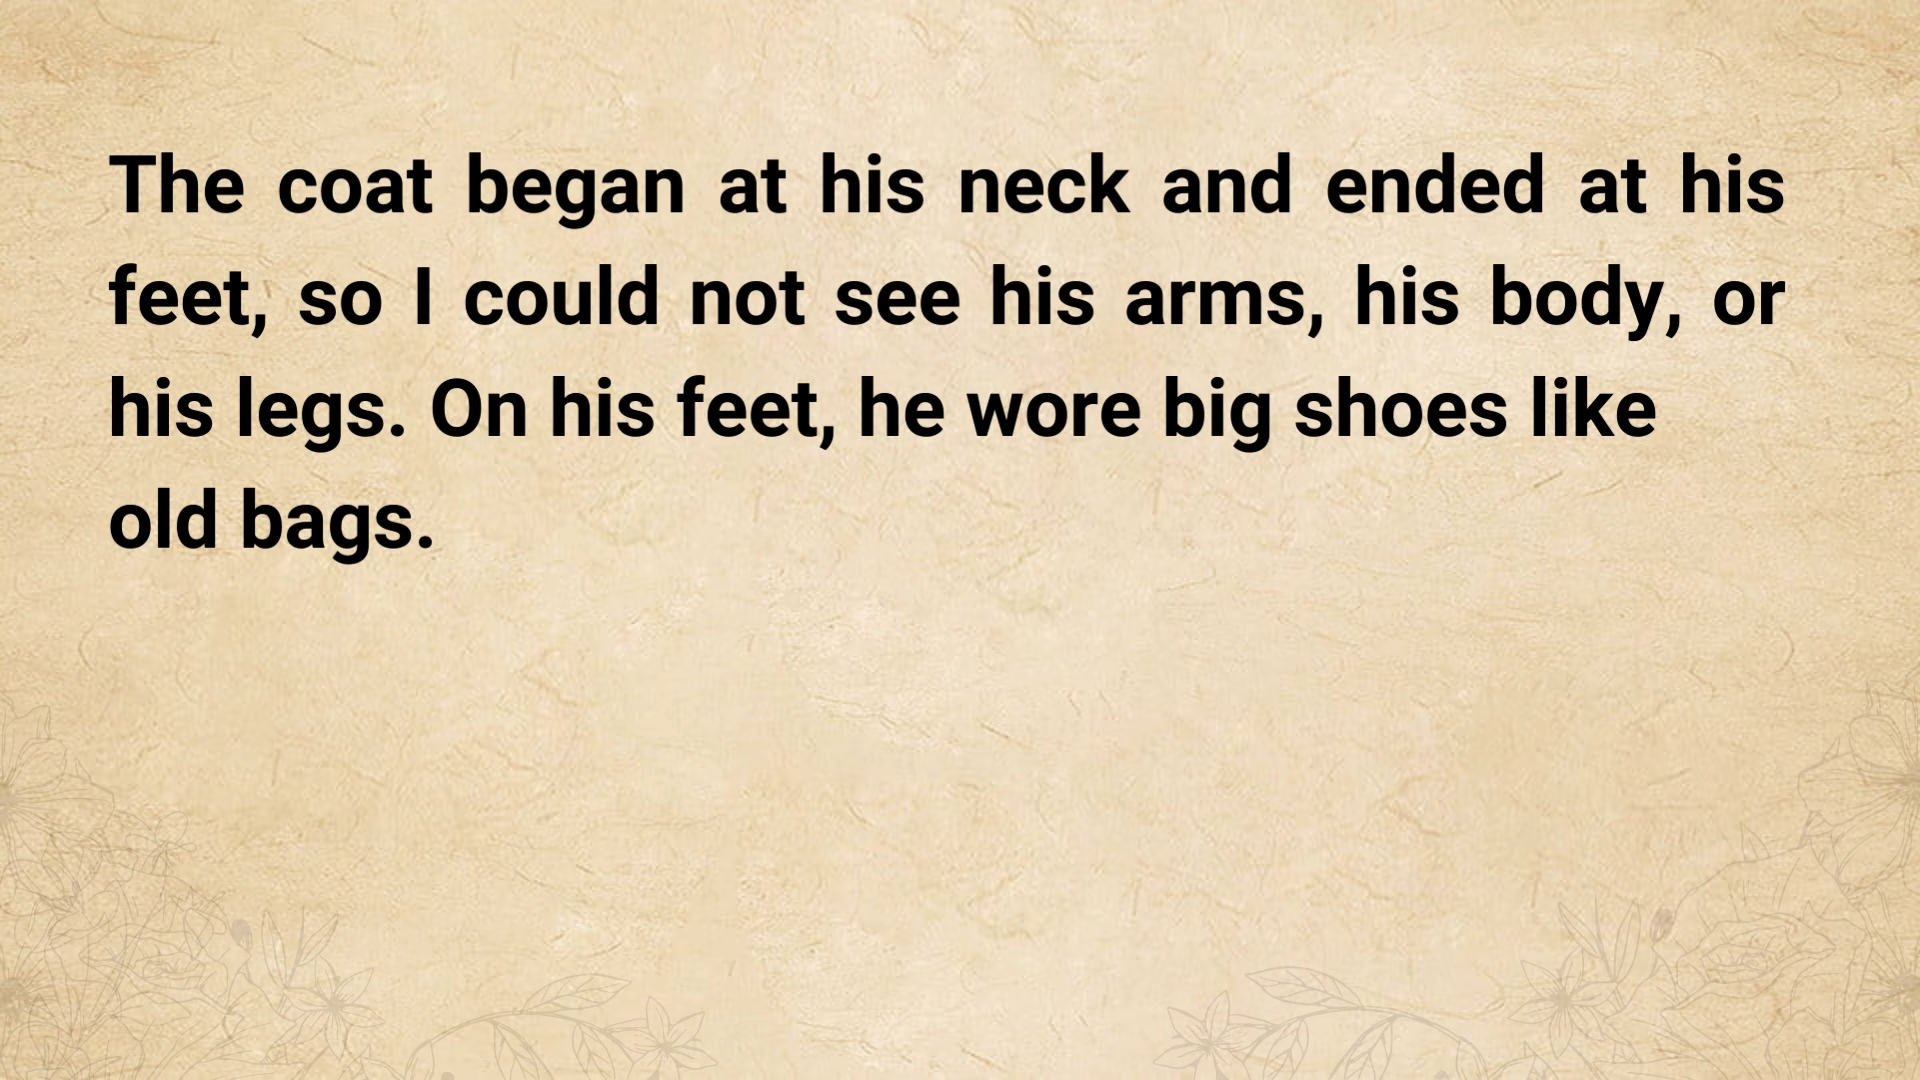 The coat began at his neck and ended at his
feet, so I could not see his arms, his body, or
his legs. On his feet, he wore big shoes like
old bags.